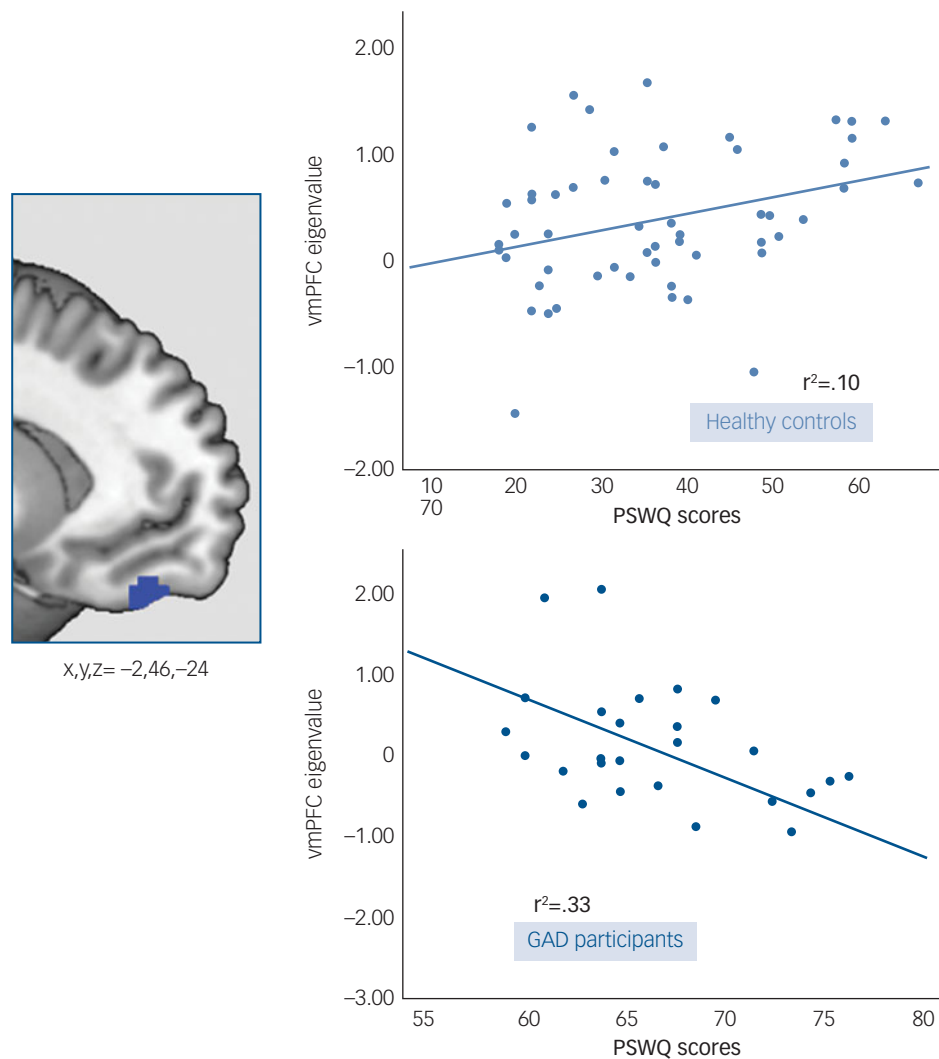 2.00
1.00
0
−1.00
−2.00
vmPFC eigenvalue
r²=.10
Healthy controls
10 20 30 40 50 60
70
PSWQ scores
x,y,z= −2,46,−24
2.00
1.00
0
−1.00
−2.00
−3.00
vmPFC eigenvalue
r²=.33
GAD participants
55 60 65 70 75 80
PSWQ scores